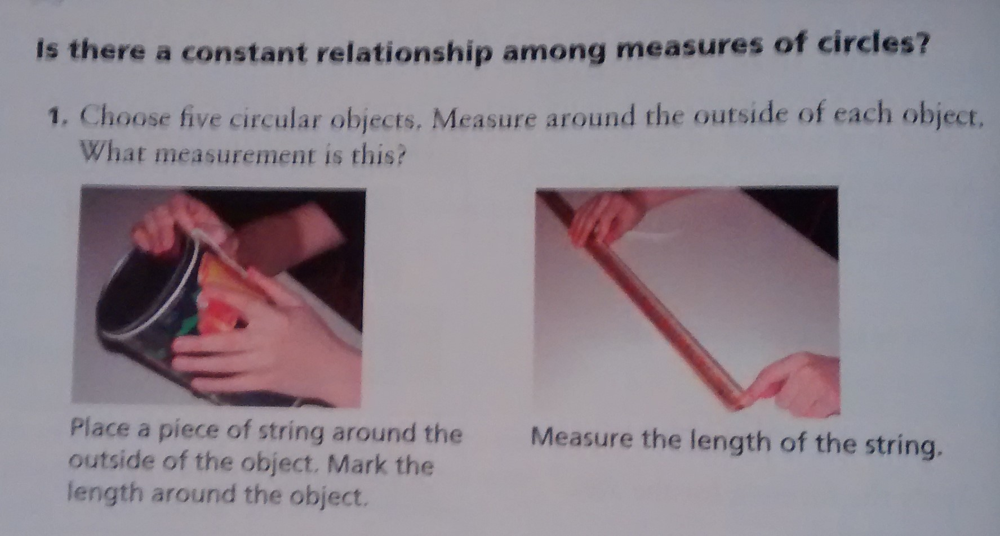 Is there a constant relationship among measures of circles?
1. Choose five circular objects. Measure around the outside of each object.
What measurement is this?
Place a piece of string around the
outside of the object. Mark the
length around the object.
Measure the length of the string.